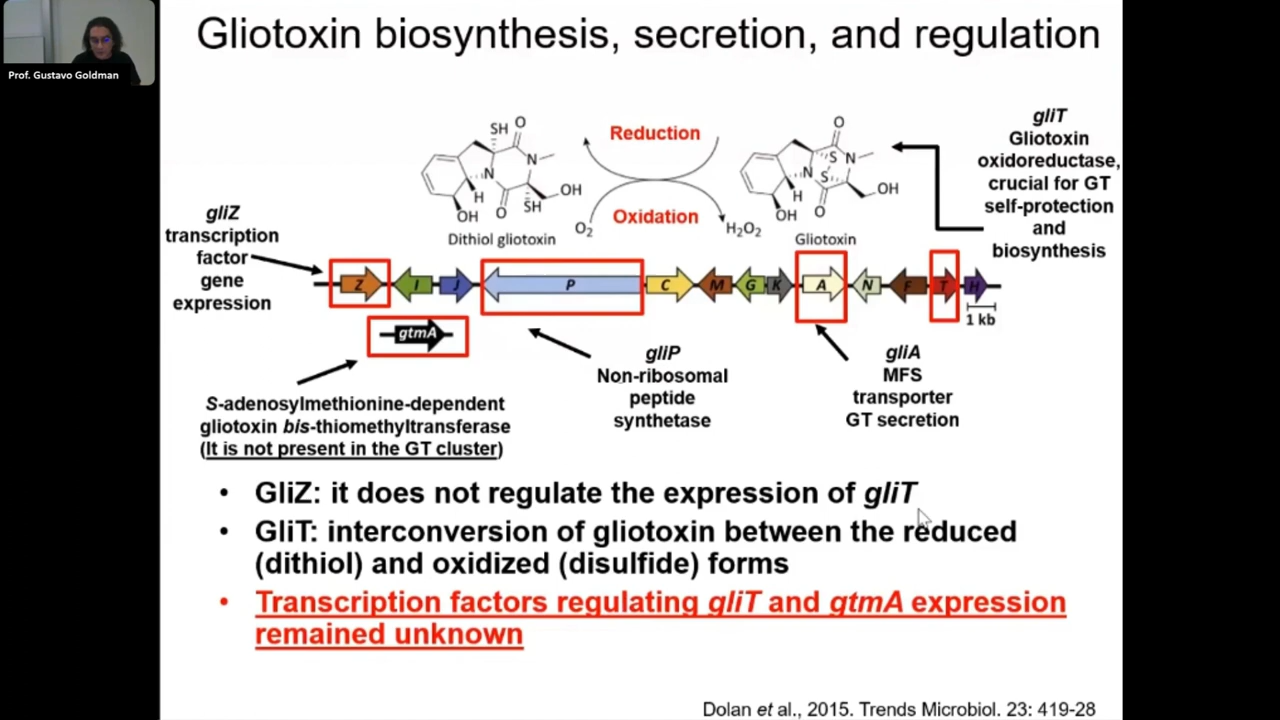 Prof. Gustavo Goldman
Gliotoxin biosynthesis, secretion, and regulation
SH O
N
N
H
OH
O
SH
OH
Dithiol gliotoxin
Reduction
Oxidation
O2
H2O2
O
S
N
N
S
H
OH
O
OH
Gliotoxin
gliT
Gliotoxin
oxidoreductase,
crucial for GT
self-protection
and
biosynthesis
gliZ
transcription
factor
gene
expression
Z I J P C M G K A N F T H
1 kb
gtmA
S-adenosylmethionine-dependent
gliotoxin bis-thiomethyltransferase
(It is not present in the GT cluster)
gliP
Non-ribosomal
peptide
synthetase
gliA
MFS
transporter
GT secretion
• GliZ: it does not regulate the expression of gliT
• GliT: interconversion of gliotoxin between the reduced
(dithiol) and oxidized (disulfide) forms
• Transcription factors regulating gliT and gtmA expression
remained unknown
Dolan et al., 2015. Trends Microbiol. 23: 419-28